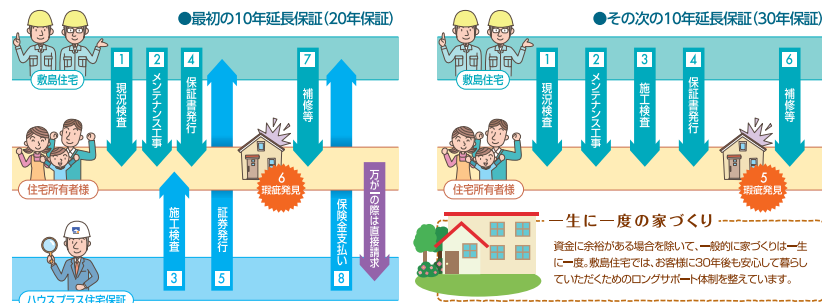 ●最初の10年延長保証(20年保証)
敷島住宅
1 現況検査
2 メンテナンス工事
4 保証書発行
7 補修等
住宅所有者様
6 瑕疵発見
万が一の際は直接請求
施工検査 3
証券発行 5
保険金支払い 8
ハウスプラス住宅保証
●その次の10年延長保証(30年保証)
敷島住宅
1 現況検査
2 メンテナンス工事
3 施工検査
4 保証書発行
6 補修等
住宅所有者様
5 瑕疵発見
一生に一度の家づくり
資金に余裕がある場合を除いて、一般的に家づくりは一生
に一度。敷島住宅では、お客様に30年後も安心して暮らし
ていただくためのロングサポート体制を整えています。